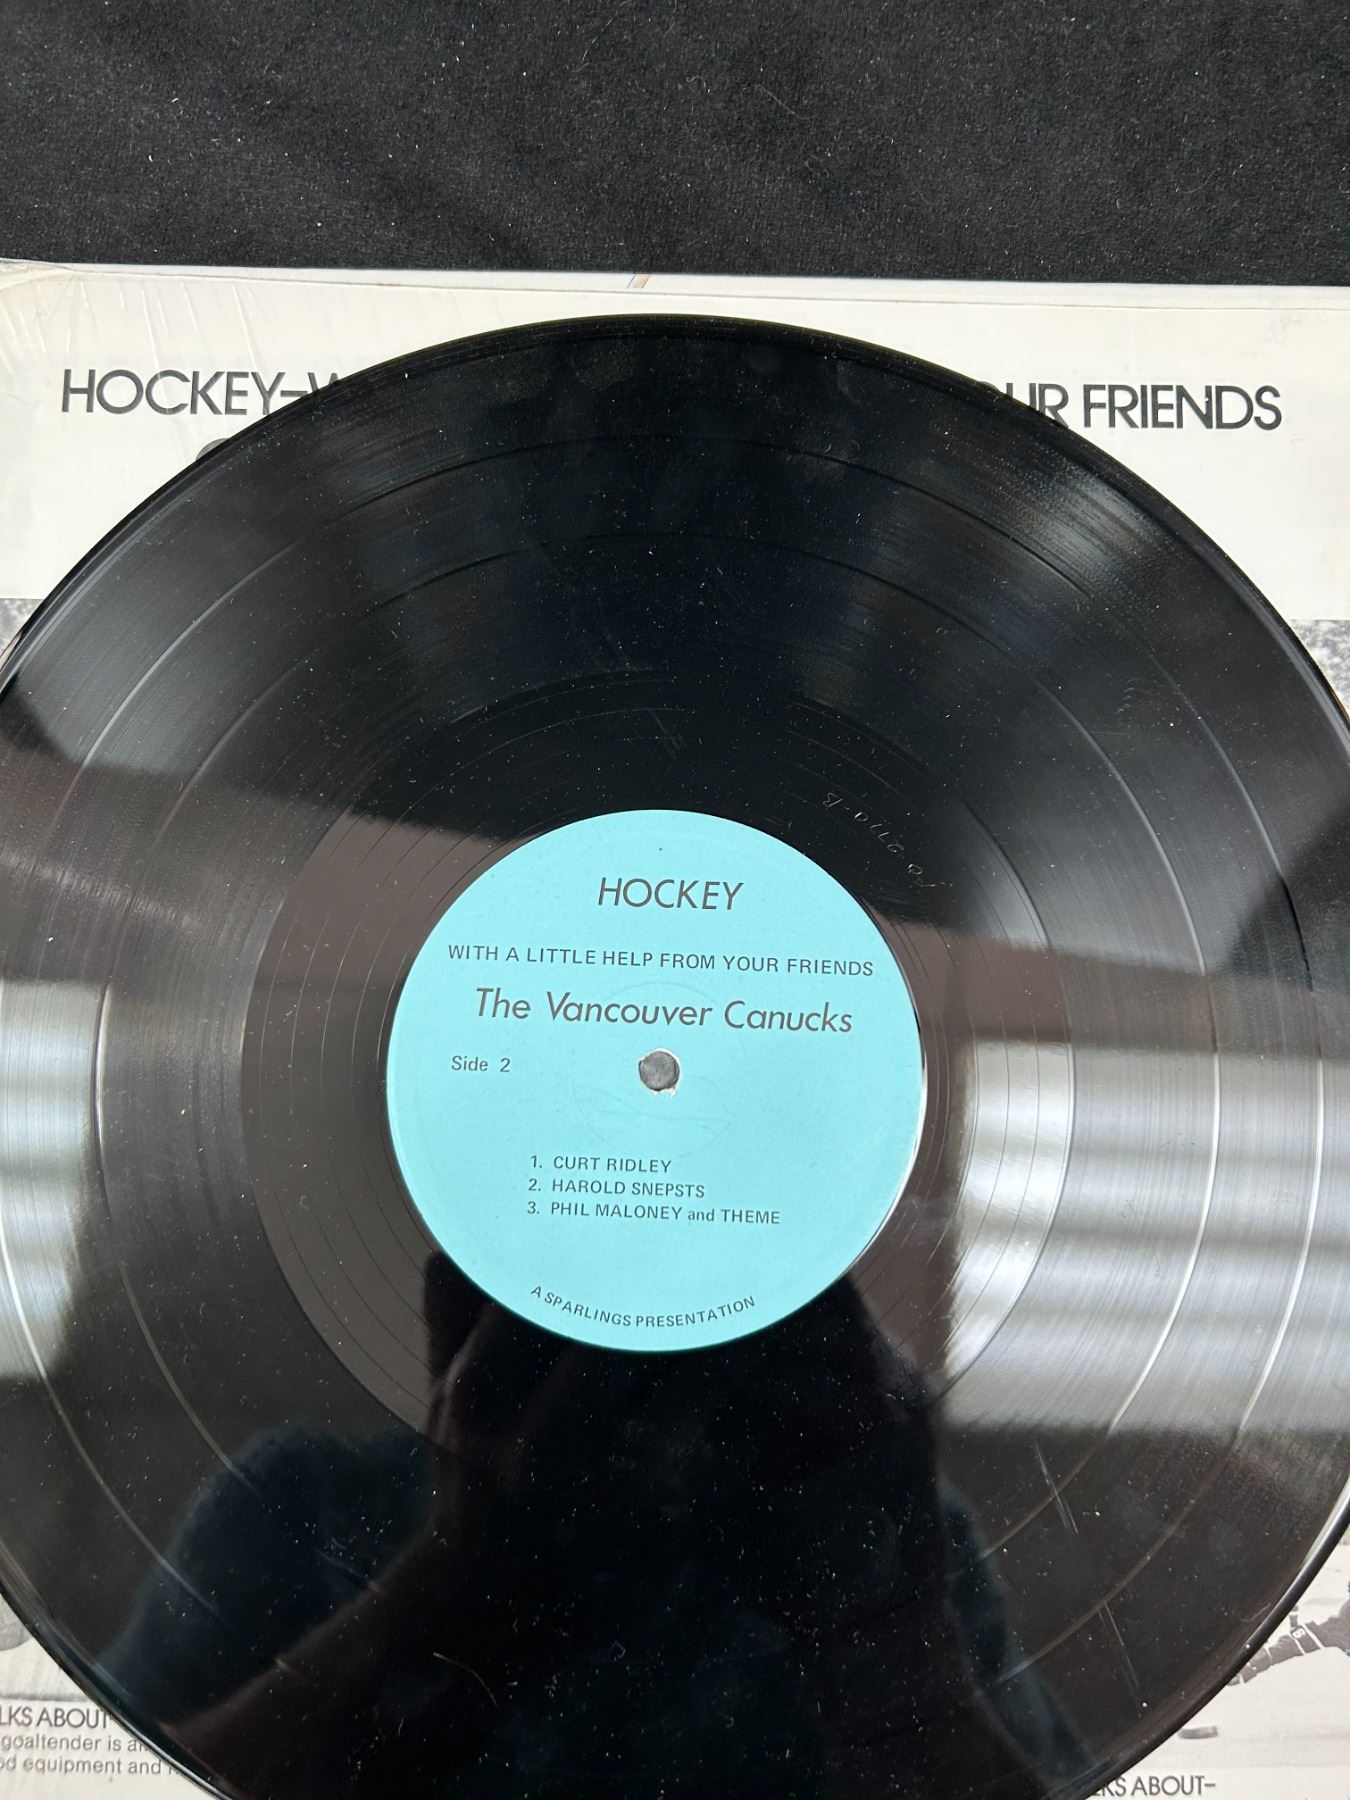 HOCKEY-
UR FRIENDS
HOCKEY
WITH A LITTLE HELP FROM YOUR FRIENDS
The Vancouver Canucks
Side 2
1. CURT RIDLEY
2. HAROLD SNEPSTS
3. PHIL MALONEY and THEME
A SPARLINGS PRESENTATION
LKS ABOUT-
goaltender is a
d equipment and
KS ABOUT-